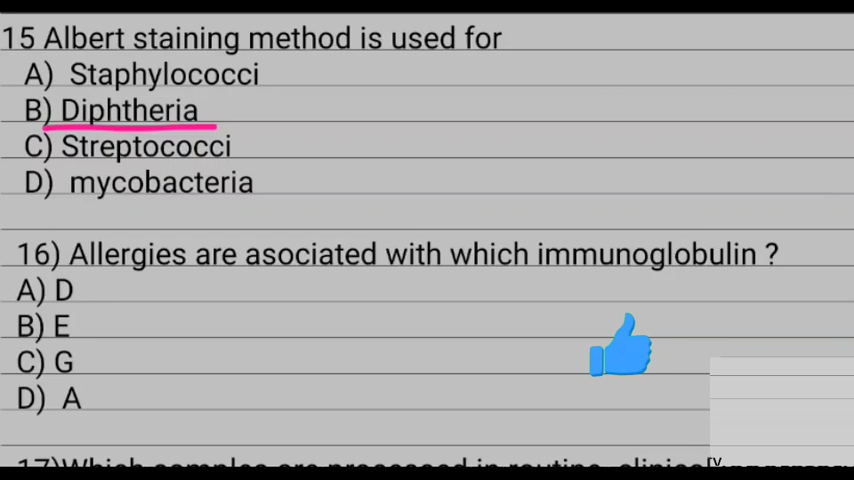 15 Albert staining method is used for
A) Staphylococci
B) Diphtheria
C) Streptococci
D) mycobacteria
16) Allergies are asociated with which immunoglobulin ?
A) D
B) E
C) G
D) A
17)Which samples are processed in routine clinical